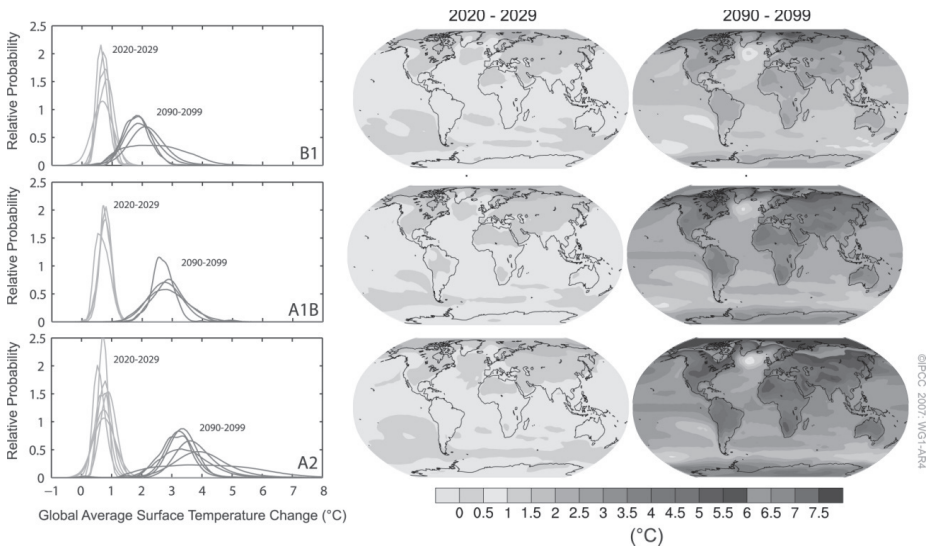 2020 - 2029
2090 - 2099
Relative Probability
2.5
2
1.5
1
0.5
0
2020-2029
2090-2099
B1
Relative Probability
2.5
2
1.5
1
0.5
0
2020-2029
2090-2099
A1B
Relative Probability
2.5
2
1.5
1
0.5
0
2020-2029
2090-2099
A2
−1 0 1 2 3 4 5 6 7 8
Global Average Surface Temperature Change (°C)
0 0.5 1 1.5 2 2.5 3 3.5 4 4.5 5 5.5 6 6.5 7 7.5
(°C)
©IPCC 2007: WG1-AR4